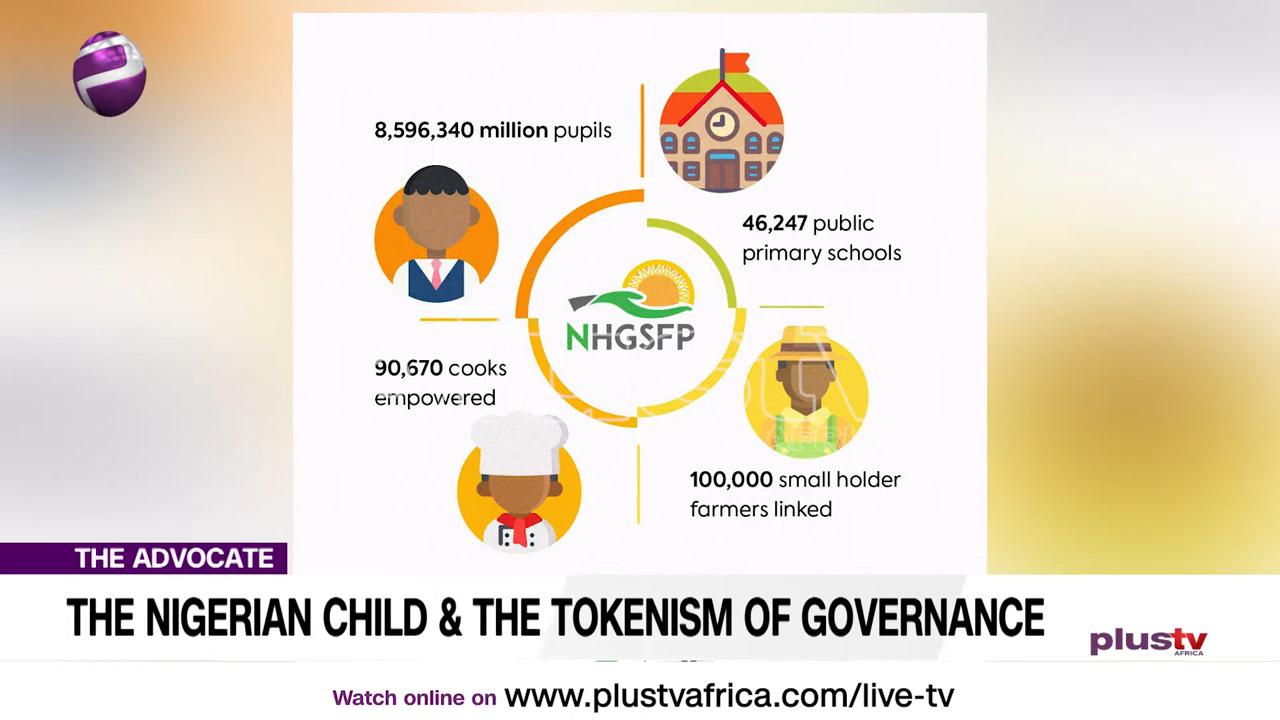 8,596,340 million pupils
46,247 public
primary schools
NHGSFP
90,670 cooks
empowered
100,000 small holder
farmers linked
THE ADVOCATE
THE NIGERIAN CHILD & THE TOKENISM OF GOVERNANCE
plustv
AFRICA
Watch online on www.plustvafrica.com/live-tv